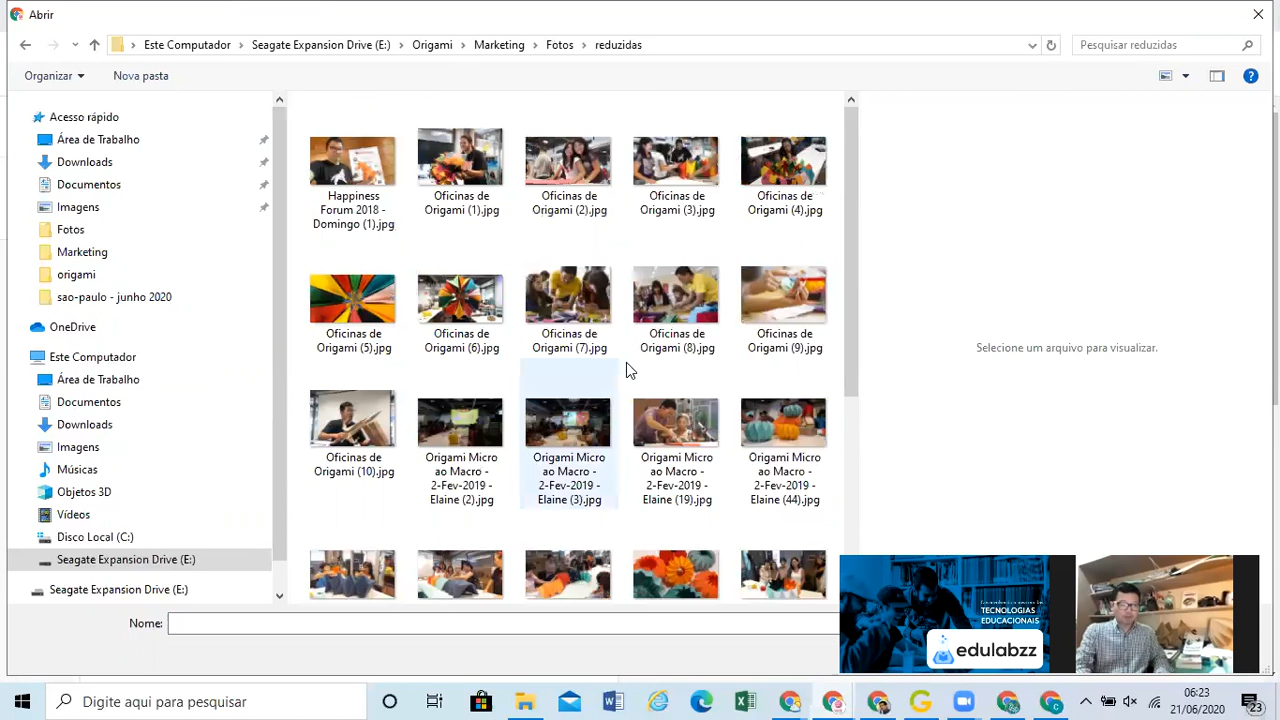 Abrir
Este Computador Seagate Expansion Drive (E:) Origami Marketing Fotos reduzidas
Pesquisar reduzidas
Organizar
Nova pasta
Acesso rápido
Área de Trabalho
Downloads
Documentos
Imagens
Fotos
Marketing
origami
sao-paulo - junho 2020
OneDrive
Este Computador
Área de Trabalho
Documentos
Downloads
Imagens
Músicas
Objetos 3D
Vídeos
Disco Local (C:)
Seagate Expansion Drive (E:)
Seagate Expansion Drive (E:)
Happiness
Forum 2018 -
Domingo (1).jpg
Oficinas de
Origami (1).jpg
Oficinas de
Origami (2).jpg
Oficinas de
Origami (3).jpg
Oficinas de
Origami (4).jpg
Oficinas de
Origami (5).jpg
Oficinas de
Origami (6).jpg
Oficinas de
Origami (7).jpg
Oficinas de
Origami (8).jpg
Oficinas de
Origami (9).jpg
Oficinas de
Origami (10).jpg
Origami Micro
ao Macro -
2-Fev-2019 -
Elaine (2).jpg
Origami Micro
ao Macro -
2-Fev-2019 -
Elaine (3).jpg
Origami Micro
ao Macro -
2-Fev-2019 -
Elaine (19).jpg
Origami Micro
ao Macro -
2-Fev-2019 -
Elaine (44).jpg
Selecione um arquivo para visualizar.
Nome:
TECNOLOGIAS
EDUCACIONAIS
edulabzz
Digite aqui para pesquisar
06:23
21/06/2020
23